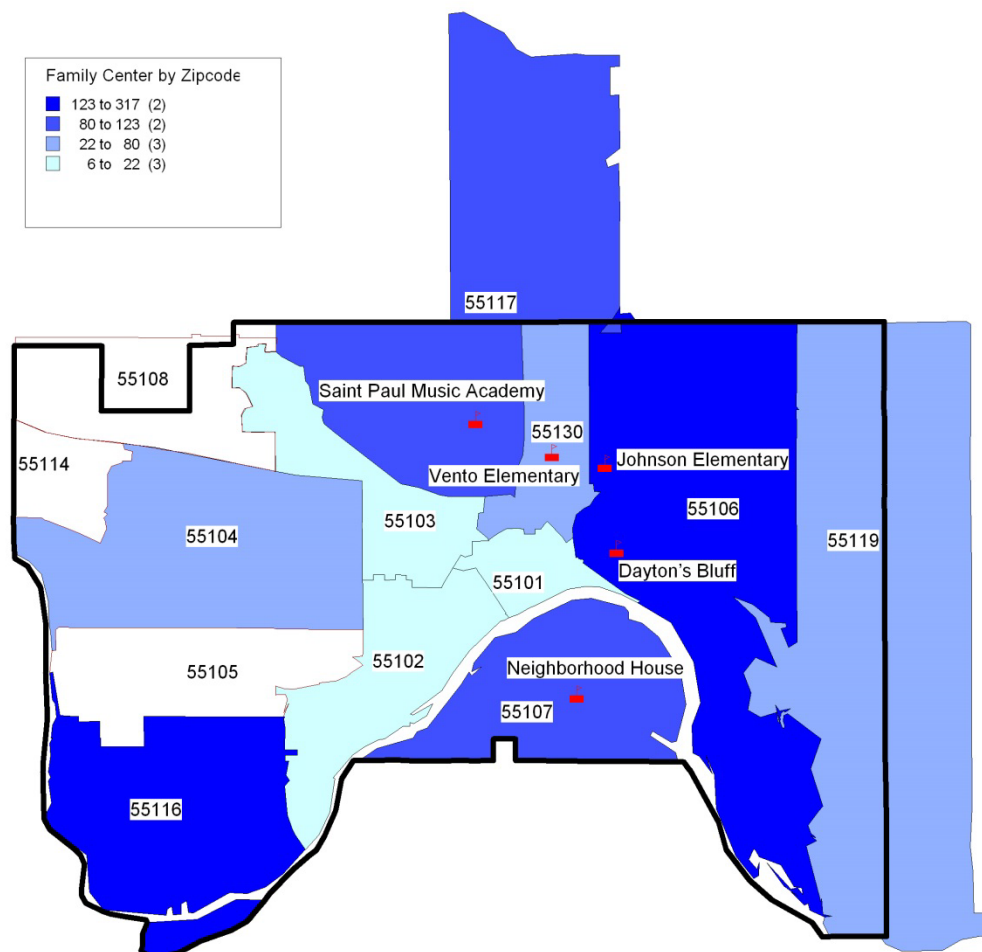 Family Center by Zipcode
123 to 317 (2)
80 to 123 (2)
22 to 80 (3)
6 to 22 (3)
55117
55108
Saint Paul Music Academy
55130
55114
Vento Elementary
Johnson Elementary
55106
55103
55104
55119
55101
Dayton's Bluff
55102
55105
Neighborhood House
55107
55116